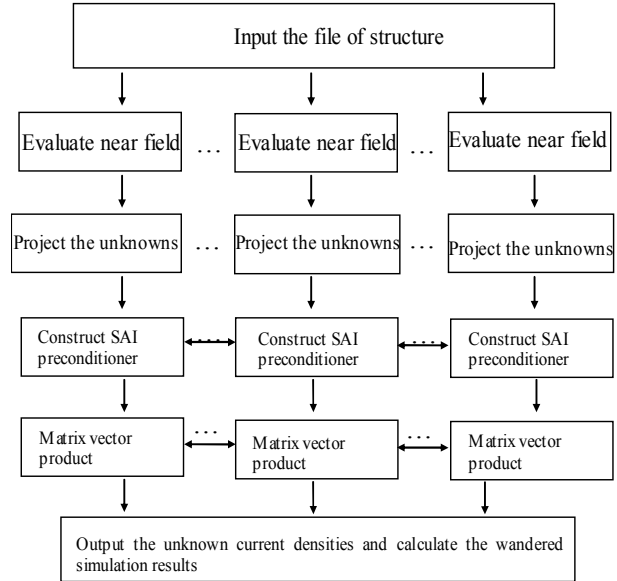 Input the file of structure
Evaluate near field ... Evaluate near field ... Evaluate near field
Project the unknowns ... Project the unknowns ... Project the unknowns
Construct SAI
preconditioner
...
Construct SAI
preconditioner
...
Construct SAI
preconditioner
Matrix vector
product
...
Matrix vector
product
...
Matrix vector
product
Output the unknown current densities and calculate the wandered
simulation results